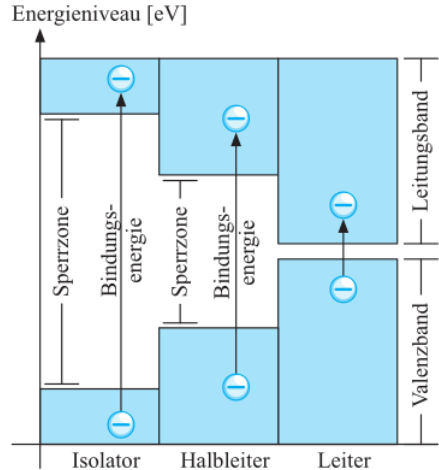 Energieniveau [eV]
Sperrzone
Bindungs-
energie
Sperrzone
Bindungs-
energie
Leitungsband
Valenzband
Isolator
Halbleiter
Leiter